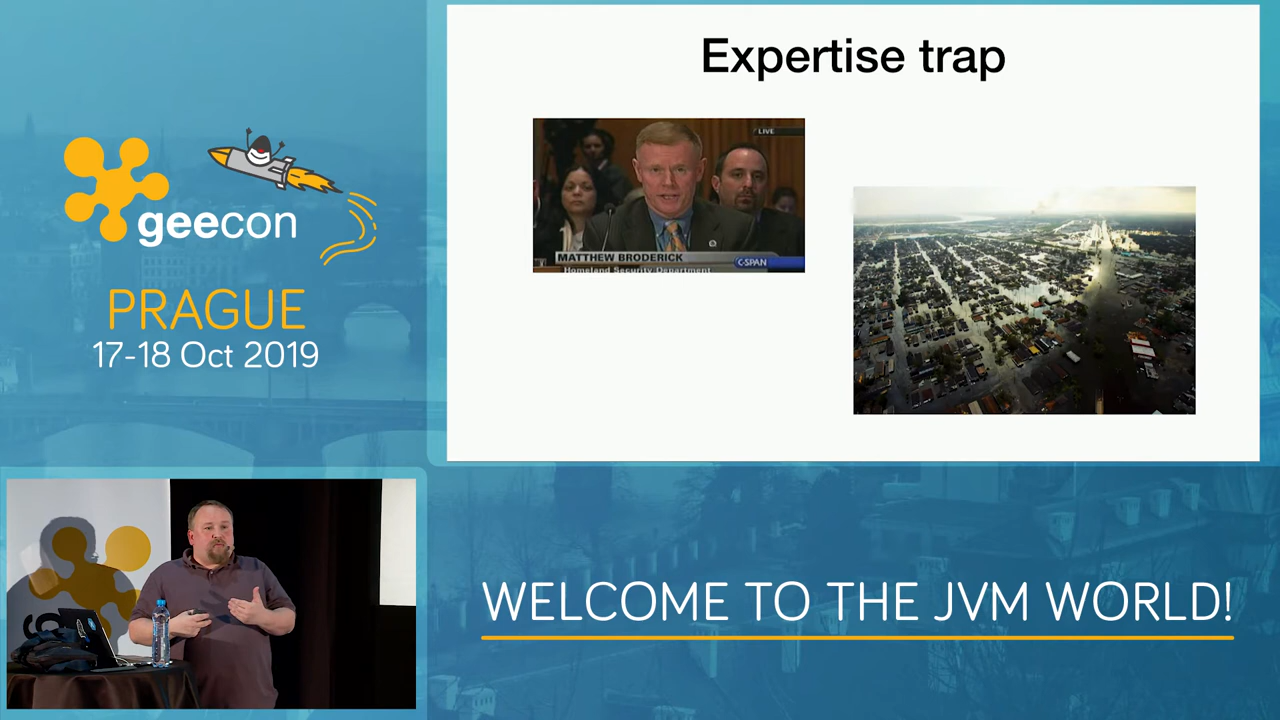 geecon
PRAGUE
17-18 Oct 2019
Expertise trap
LIVE
MATTHEW BRODERICK
C-SPAN
Homeland Security Department
WELCOME TO THE JVM WORLD!